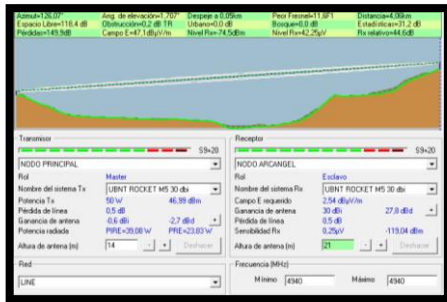 Azimut=126,07° Ang. de elevación=1,707° Despeje a 0,05km Peor Fresnel=11,6F1 Distancia=4,06km
Espacio Libre=118,4 dB Obstrucción=0,2 dB TR Urbano=0,0 dB Bosque=0,0 dB Estadísticas=31,2 dB
Pérdidas=149,9dB Campo E=47,1dBµV/m Nivel Rx=-74,5dBm Nivel Rx=42,25µV Rx relativo=44,6dB
Transmisor Receptor
S9+20 S9+20
NODO PRINCIPAL NODO ARCANGEL
Rol Master Rol Esclavo
Nombre del sistema Tx UBNT ROCKET M5 30 dbi Nombre del sistema Rx UBNT ROCKET M5 30 dbi
Potencia Tx 50 W 46,99 dBm Campo E requerido 2,54 dBµV/m
Pérdida de línea 0,5 dB Ganancia de antena 30 dBi 27,8 dBd +
Ganancia de antena -0,6 dBi -2,7 dBd + Pérdida de línea 0,5 dB
Potencia radiada PIRE=39,08 W PRE=23,83 W Sensibilidad Rx 0,25µV -119,04 dBm
Altura de antena (m) 14 - + Deshacer Altura de antena (m) 21 - + Deshacer
Red Frecuencia (MHz)
LINE Mínimo 4940 Máximo 4940